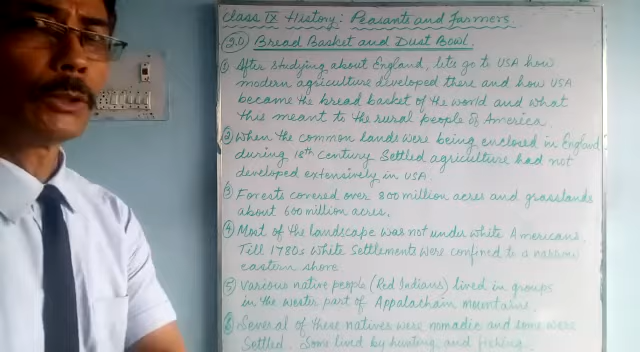 Class IX History: Peasants and Farmers.
(2.0) Bread Basket and Dust Bowl.
① After studying about England, lets go to USA how
modern agriculture developed there and how USA
became the bread basket of the world and what
this meant to the rural people of America.
② When the common lands were being enclosed in England
during 18th century settled agriculture had not
developed extensively in USA.
③ Forests covered over 800 million acres and grasslands
about 600 million acres.
④ Most of the landscape was not under white Americans.
Till 1780s white Settlements were confined to a narrow
eastern shore
⑤ Various native people (Red Indians) lived in groups
in the wester part of Appalachain mountains.
⑥ Several of these natives were nomadic and some were
Settled. Some lived by hunting and fishing